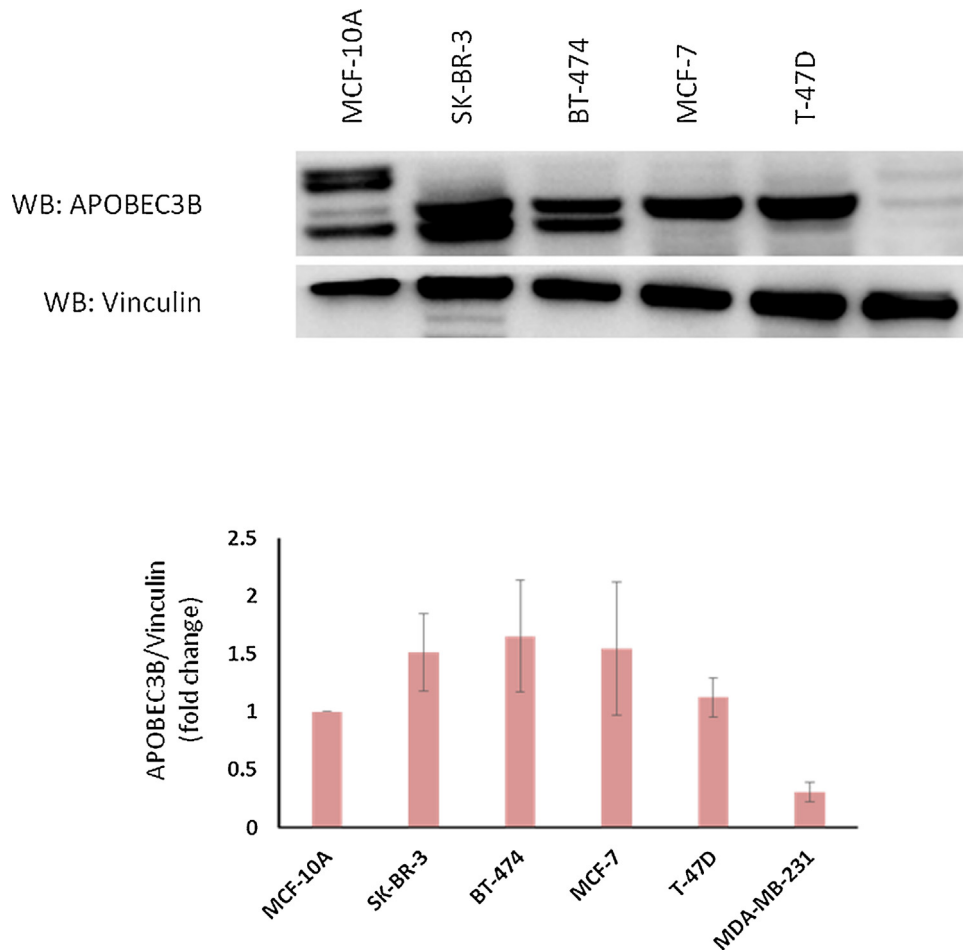 MCF-10A
SK-BR-3
BT-474
MCF-7
T-47D
WB: APOBEC3B
WB: Vinculin
APOBEC3B/Vinculin
(fold change)
2.5
2
1.5
1
0.5
0
MCF-10A
SK-BR-3
BT-474
MCF-7
T-47D
MDA-MB-231